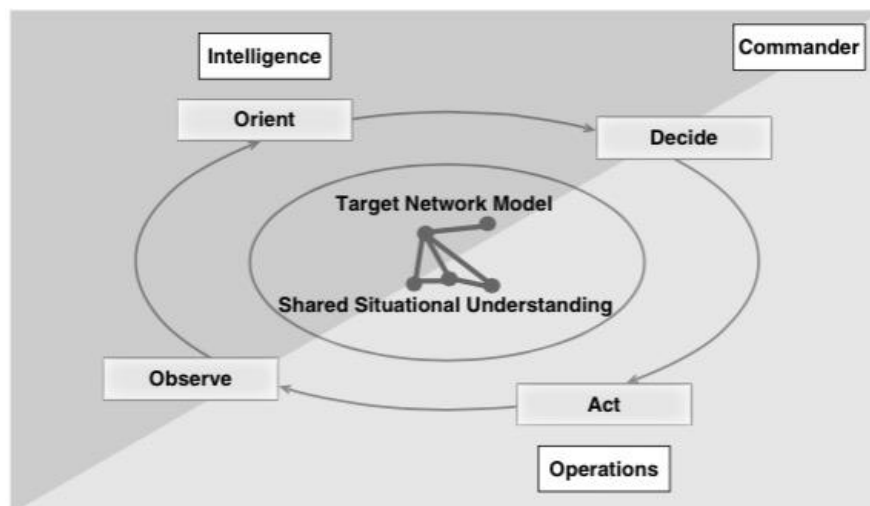 Intelligence
Commander
Orient
Decide
Target Network Model
Shared Situational Understanding
Observe
Act
Operations